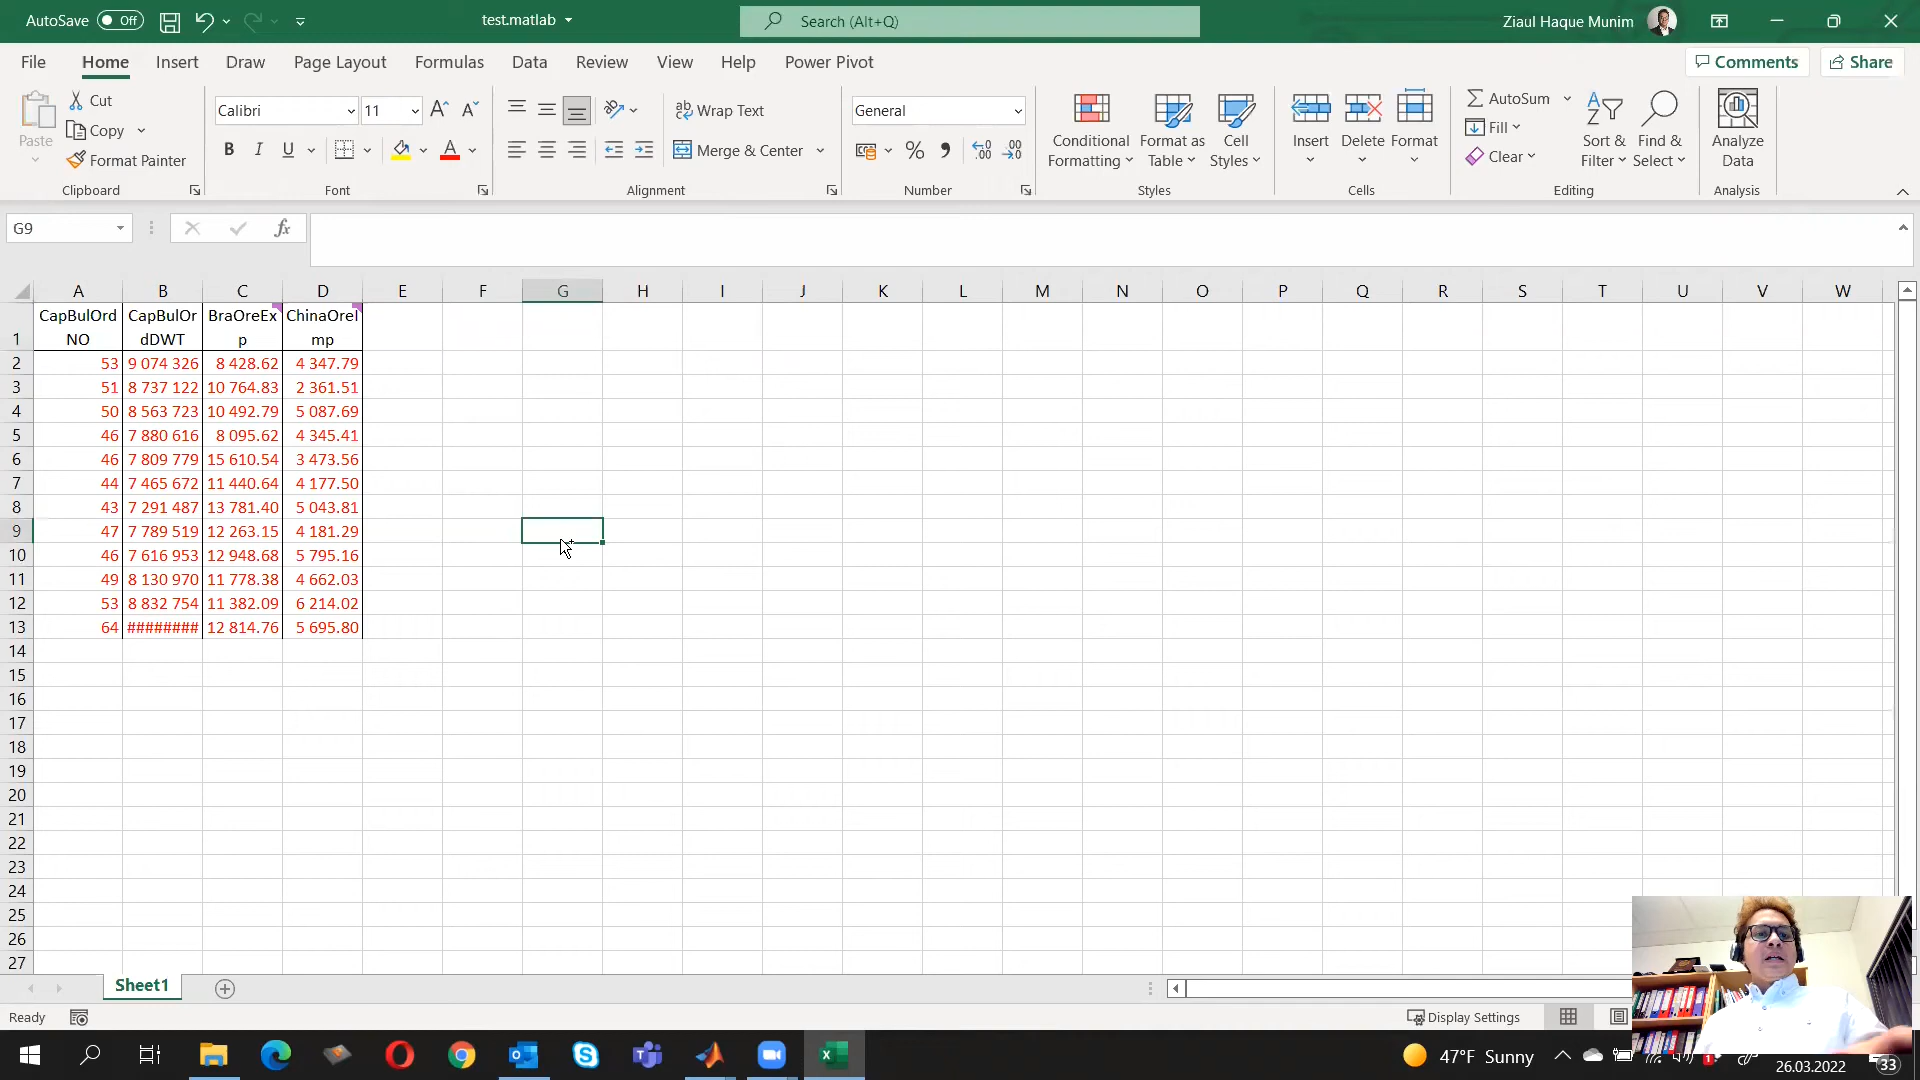 AutoSave Off test.matlab Search (Alt+Q) Ziaul Haque Munim
File Home Insert Draw Page Layout Formulas Data Review View Help Power Pivot Comments Share
Paste Cut Copy Format Painter Clipboard
Calibri 11 B I U A Font
Wrap Text Merge & Center Alignment
General % Number
Conditional Formatting Format as Table Cell Styles Styles
Insert Delete Format Cells
AutoSum Fill Clear Sort & Filter Find & Select Editing
Analyze Data Analysis
G9 fx
A B C D E F G H I J K L M N O P Q R S T U V W
1 CapBulOrdNO CapBulOrdDWT BraOreExp ChinaOreImp
2 53 9 074 326 8 428.62 4 347.79
3 51 8 737 122 10 764.83 2 361.51
4 50 8 563 723 10 492.79 5 087.69
5 46 7 880 616 8 095.62 4 345.41
6 46 7 809 779 15 610.54 3 473.56
7 44 7 465 672 11 440.64 4 177.50
8 43 7 291 487 13 781.40 5 043.81
9 47 7 789 519 12 263.15 4 181.29
10 46 7 616 953 12 948.68 5 795.16
11 49 8 130 970 11 778.38 4 662.03
12 53 8 832 754 11 382.09 6 214.02
13 64 ######## 12 814.76 5 695.80
14
15
16
17
18
19
20
21
22
23
24
25
26
27
Sheet1
Ready Display Settings
47°F Sunny 26.03.2022 33